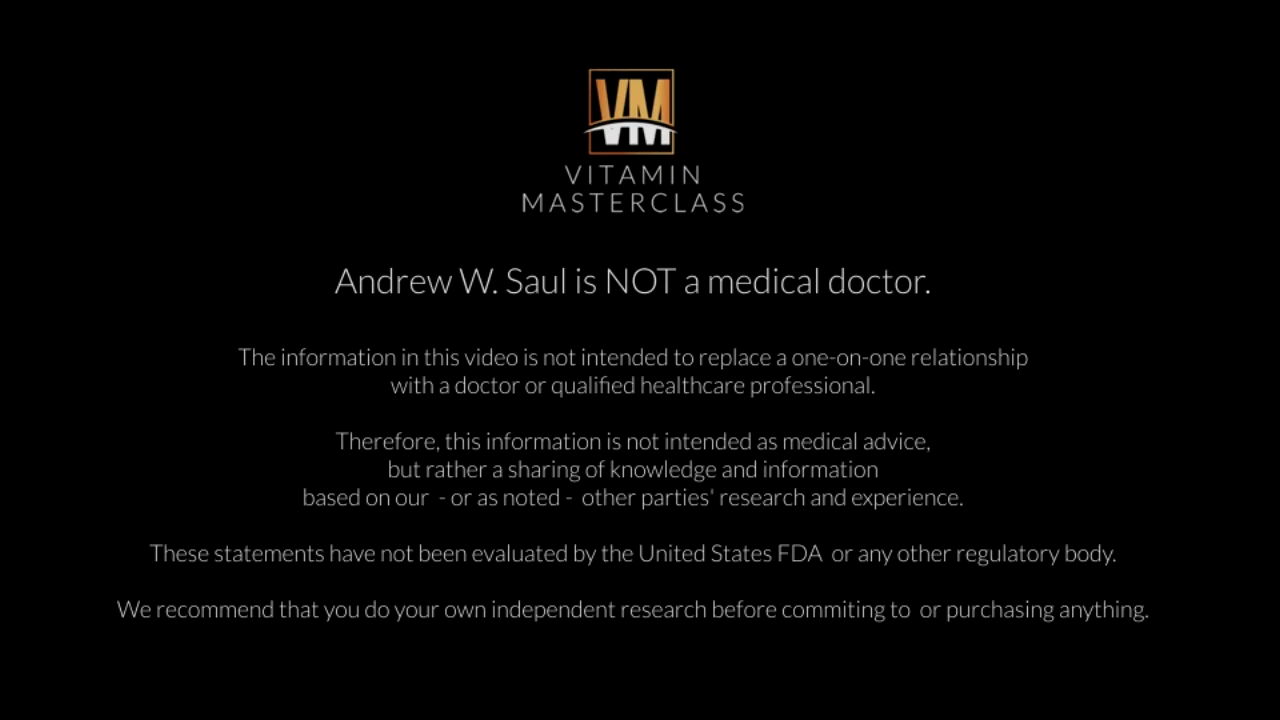 VM
VITAMIN
MASTERCLASS
Andrew W. Saul is NOT a medical doctor.
The information in this video is not intended to replace a one-on-one relationship
with a doctor or qualified healthcare professional.
Therefore, this information is not intended as medical advice,
but rather a sharing of knowledge and information
based on our - or as noted - other parties' research and experience.
These statements have not been evaluated by the United States FDA or any other regulatory body.
We recommend that you do your own independent research before commiting to or purchasing anything.